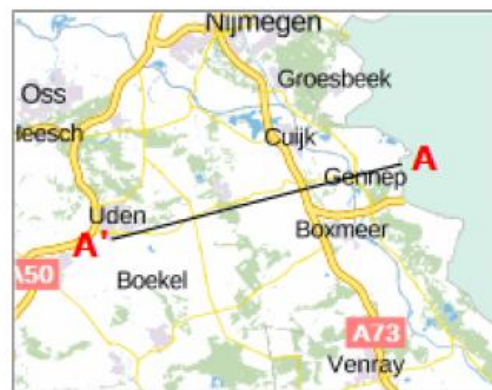 Nijmegen
Groesbeek
Oss
Heesch
Cuijk
A
Gennep
Uden
A'
Boxmeer
A50
Boekel
A73
Venray